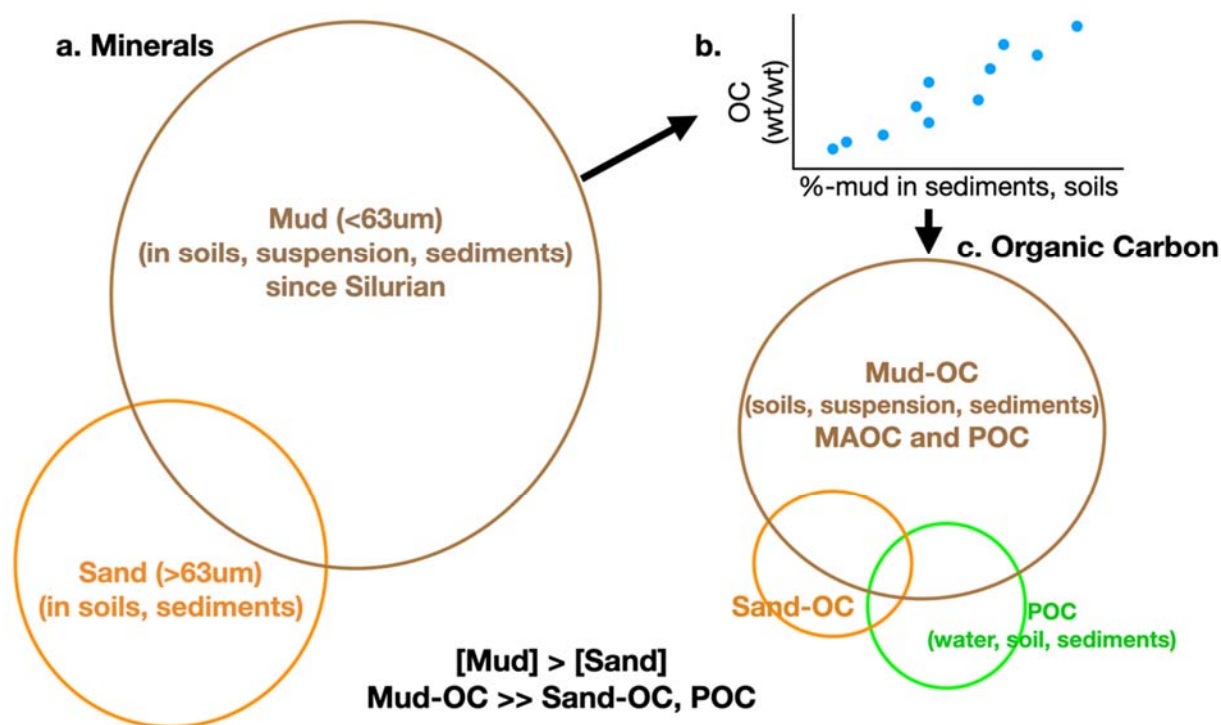 a. Minerals
Mud (<63um)
(in soils, suspension, sediments)
since Silurian
Sand (>63um)
(in soils, sediments)
[Mud] > [Sand]
Mud-OC >> Sand-OC, POC
b.
OC
(wt/wt)
%-mud in sediments, soils
c. Organic Carbon
Mud-OC
(soils, suspension, sediments)
MAOC and POC
Sand-OC
POC
(water, soil, sediments)